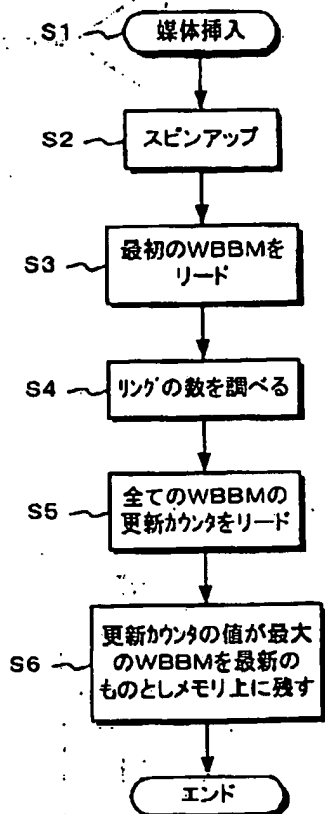 S1
媒体挿入
S2
スピンアップ
S3
最初のWBBMを
リード
S4
リングの数を調べる
S5
全てのWBBMの
更新カウンタをリード
S6
更新カウンタの値が最大
のWBBMを最新の
ものとしメモリ上に残す
エンド